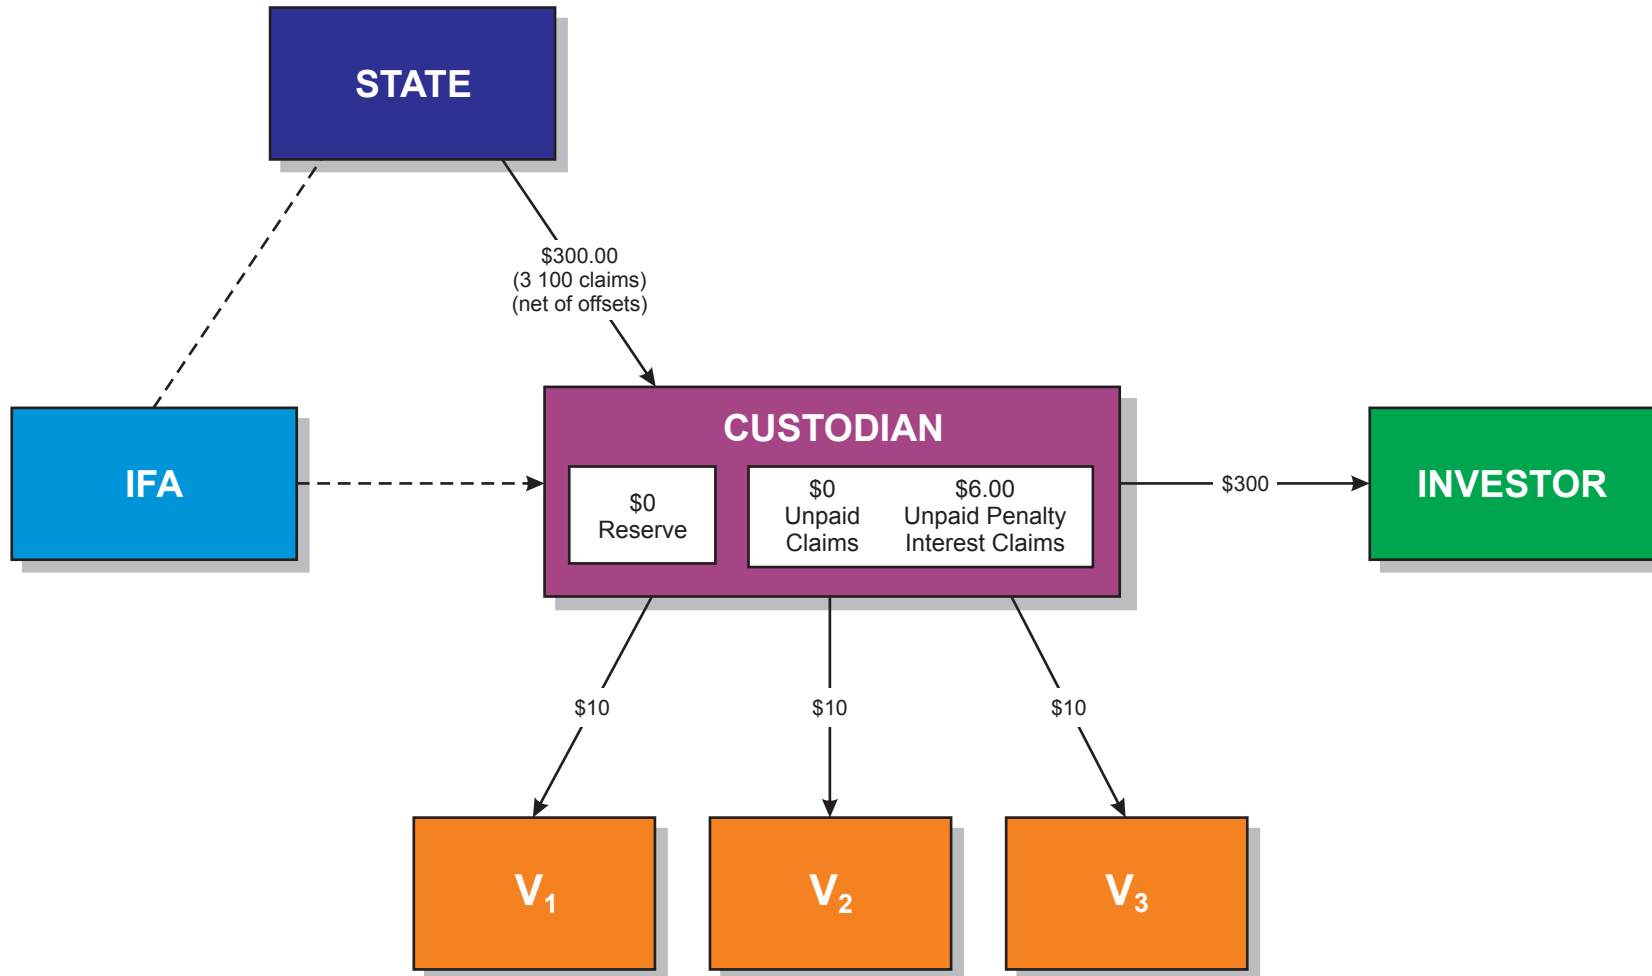 STATE
$300.00
(3 100 claims)
(net of offsets)
IFA
CUSTODIAN
$0
Reserve
$0
Unpaid
Claims
$6.00
Unpaid Penalty
Interest Claims
$300
INVESTOR
$10
$10
$10
V1
V2
V3